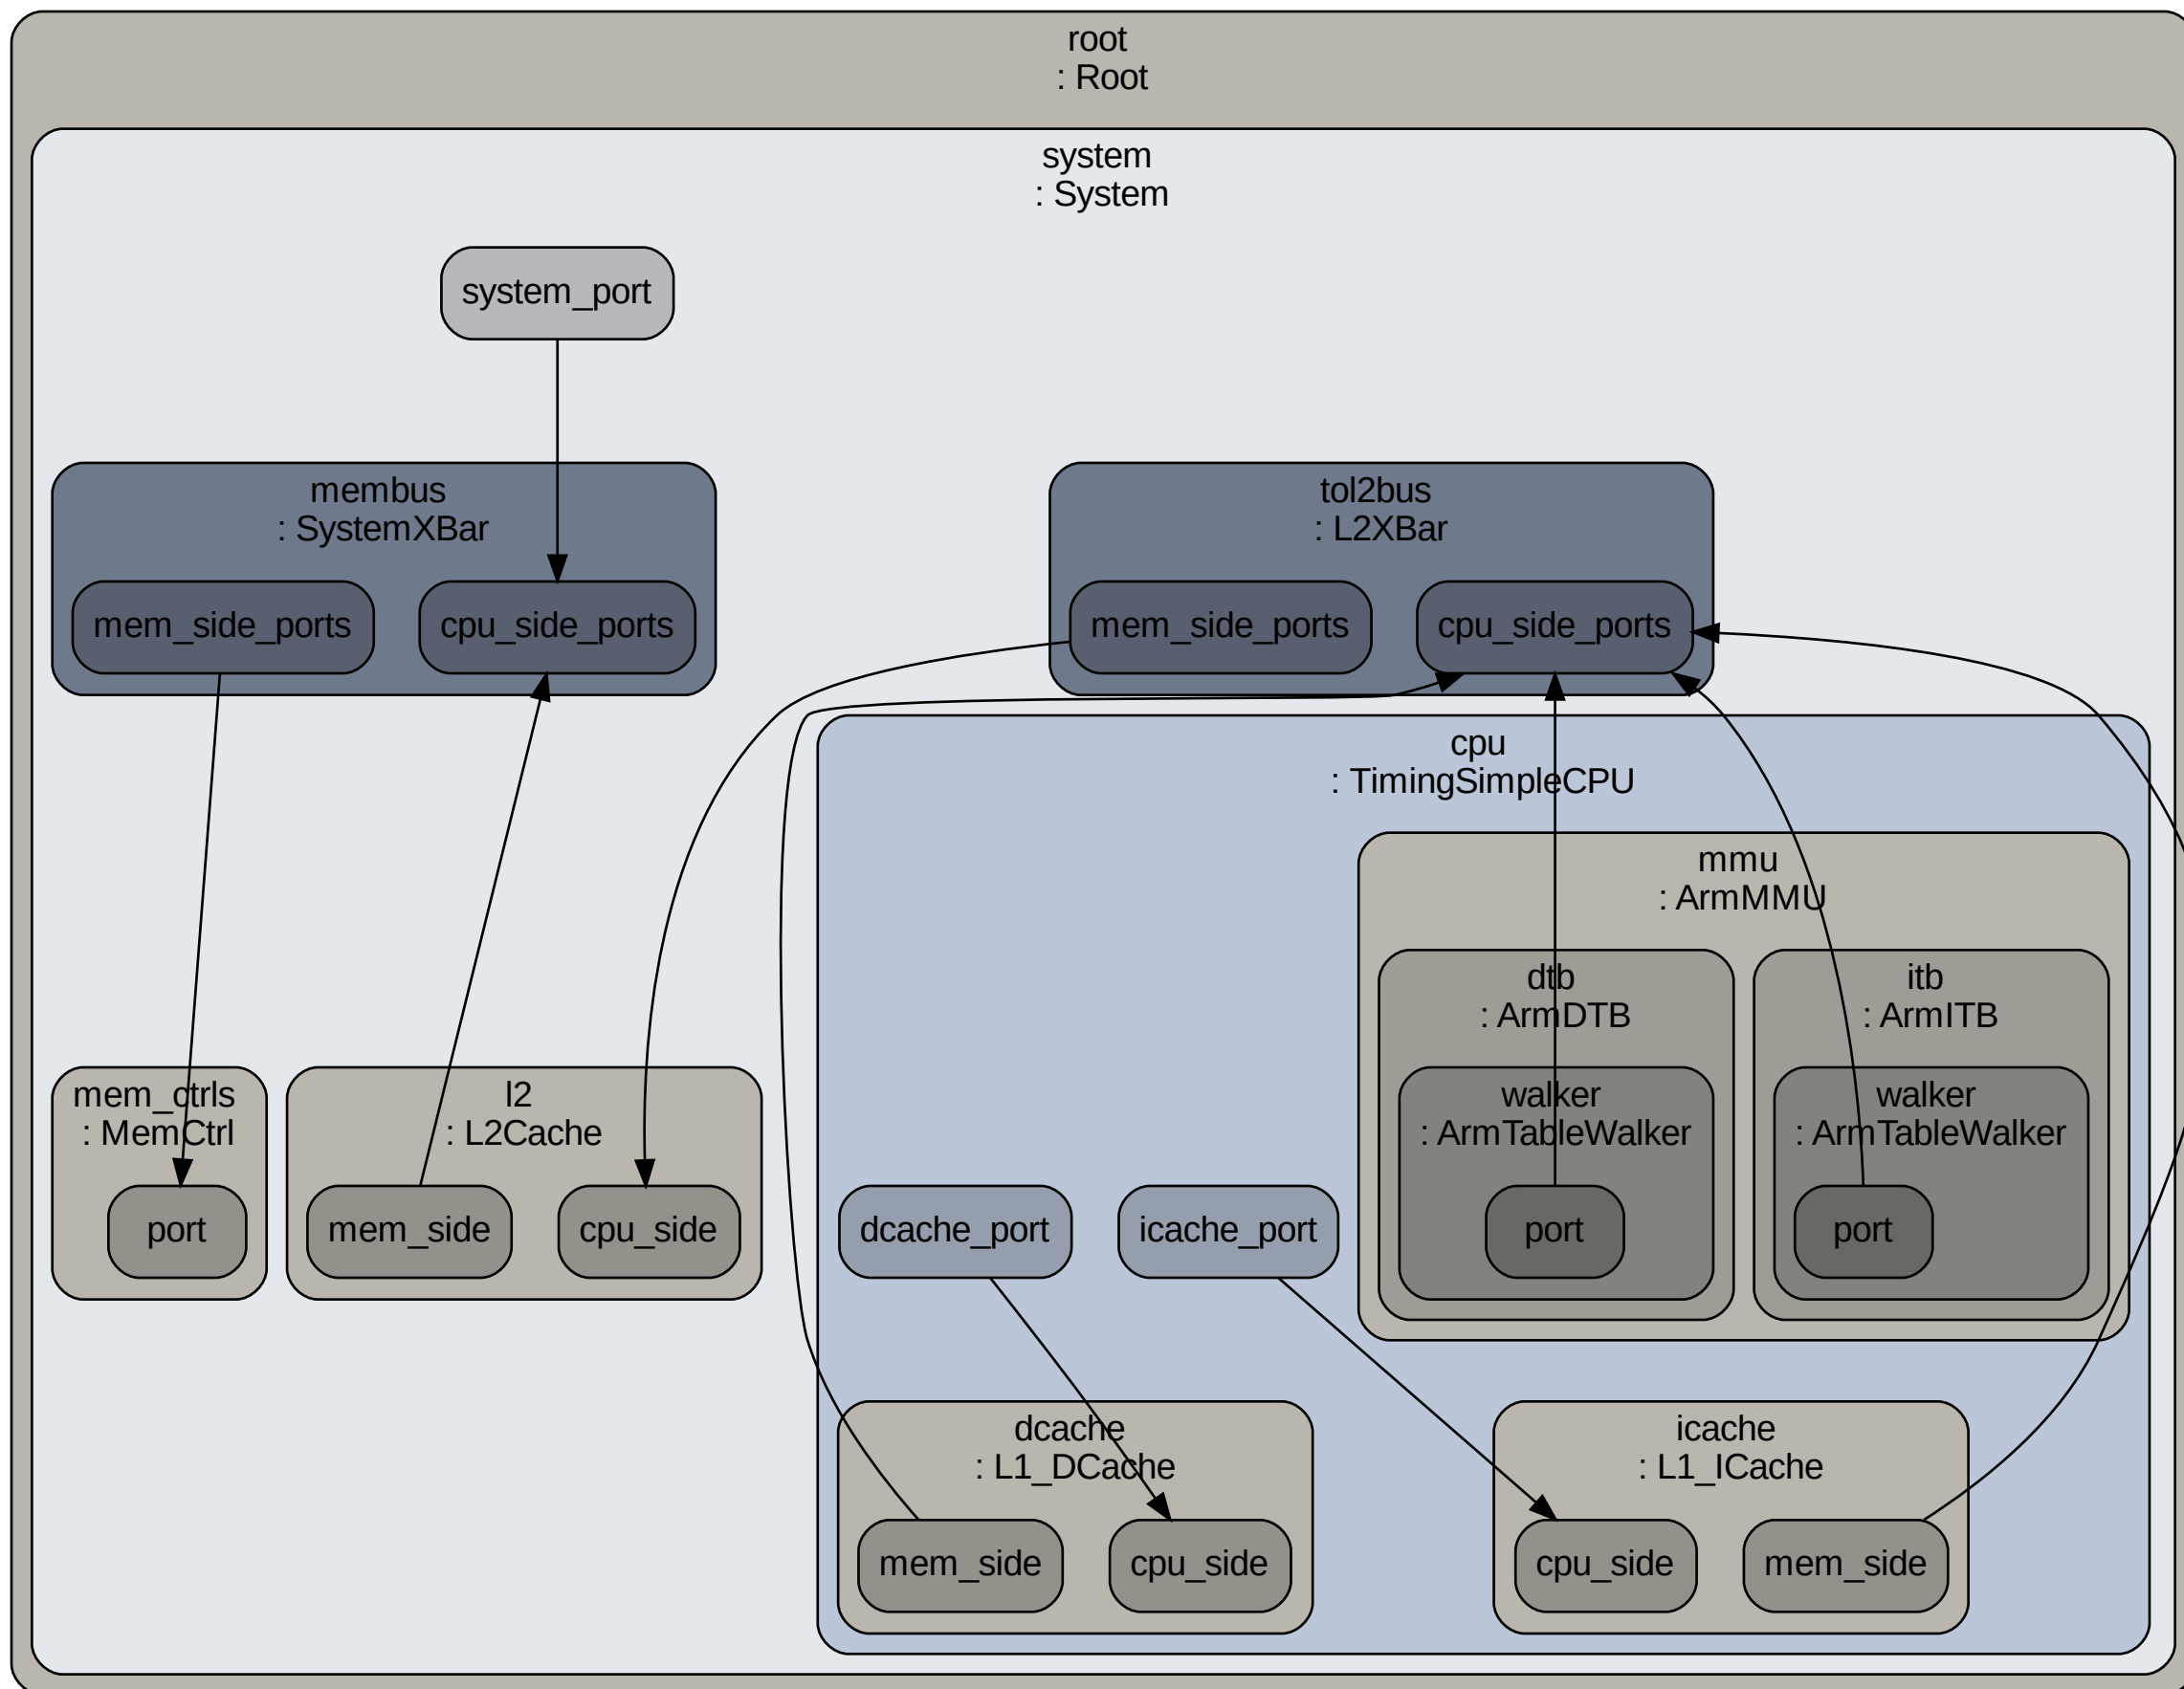 root
: Root
system
: System
system_port
membus
: SystemXBar
mem_side_ports
cpu_side_ports
tol2bus
: L2XBar
mem_side_ports
cpu_side_ports
cpu
: TimingSimpleCPU
mmu
: ArmMMU
dtb
: ArmDTB
walker
: ArmTableWalker
port
itb
: ArmITB
walker
: ArmTableWalker
port
mem_ctrls
: MemCtrl
port
l2
: L2Cache
mem_side
cpu_side
dcache_port
icache_port
dcache
: L1_DCache
mem_side
cpu_side
icache
: L1_ICache
cpu_side
mem_side